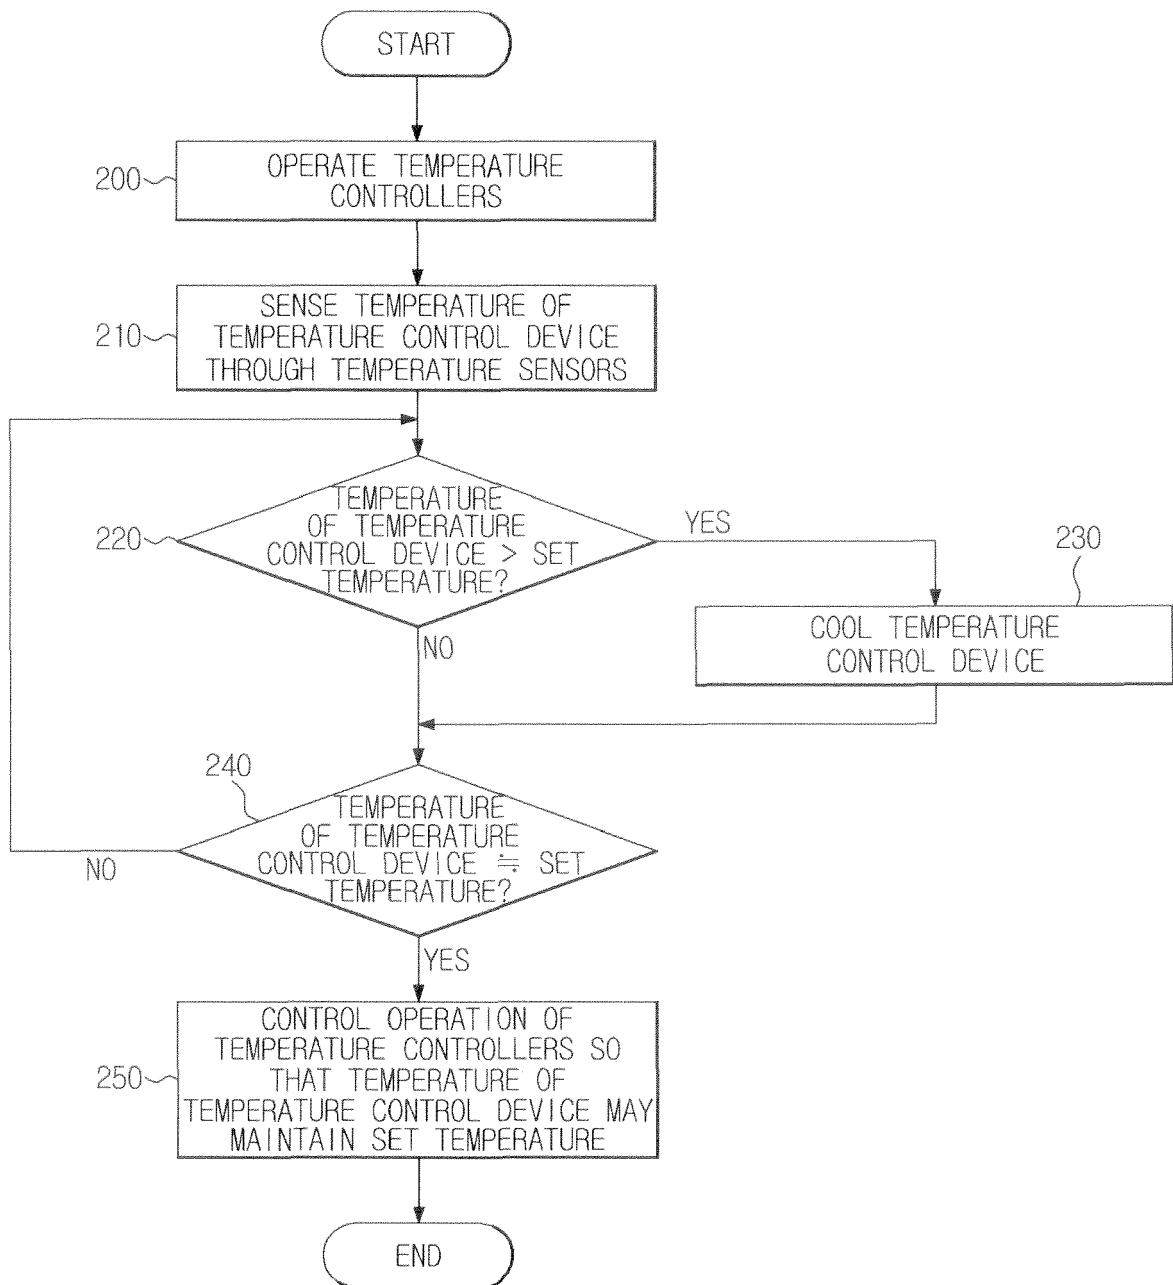 START
OPERATE TEMPERATURE
CONTROLLERS
200
SENSE TEMPERATURE OF
TEMPERATURE CONTROL DEVICE
THROUGH TEMPERATURE SENSORS
210
TEMPERATURE
OF TEMPERATURE
CONTROL DEVICE > SET
TEMPERATURE?
220
YES
NO
230
COOL TEMPERATURE
CONTROL DEVICE
240
TEMPERATURE
OF TEMPERATURE
CONTROL DEVICE ≒ SET
TEMPERATURE?
NO
YES
CONTROL OPERATION OF
TEMPERATURE CONTROLLERS SO
THAT TEMPERATURE OF
TEMPERATURE CONTROL DEVICE MAY
MAINTAIN SET TEMPERATURE
250
END